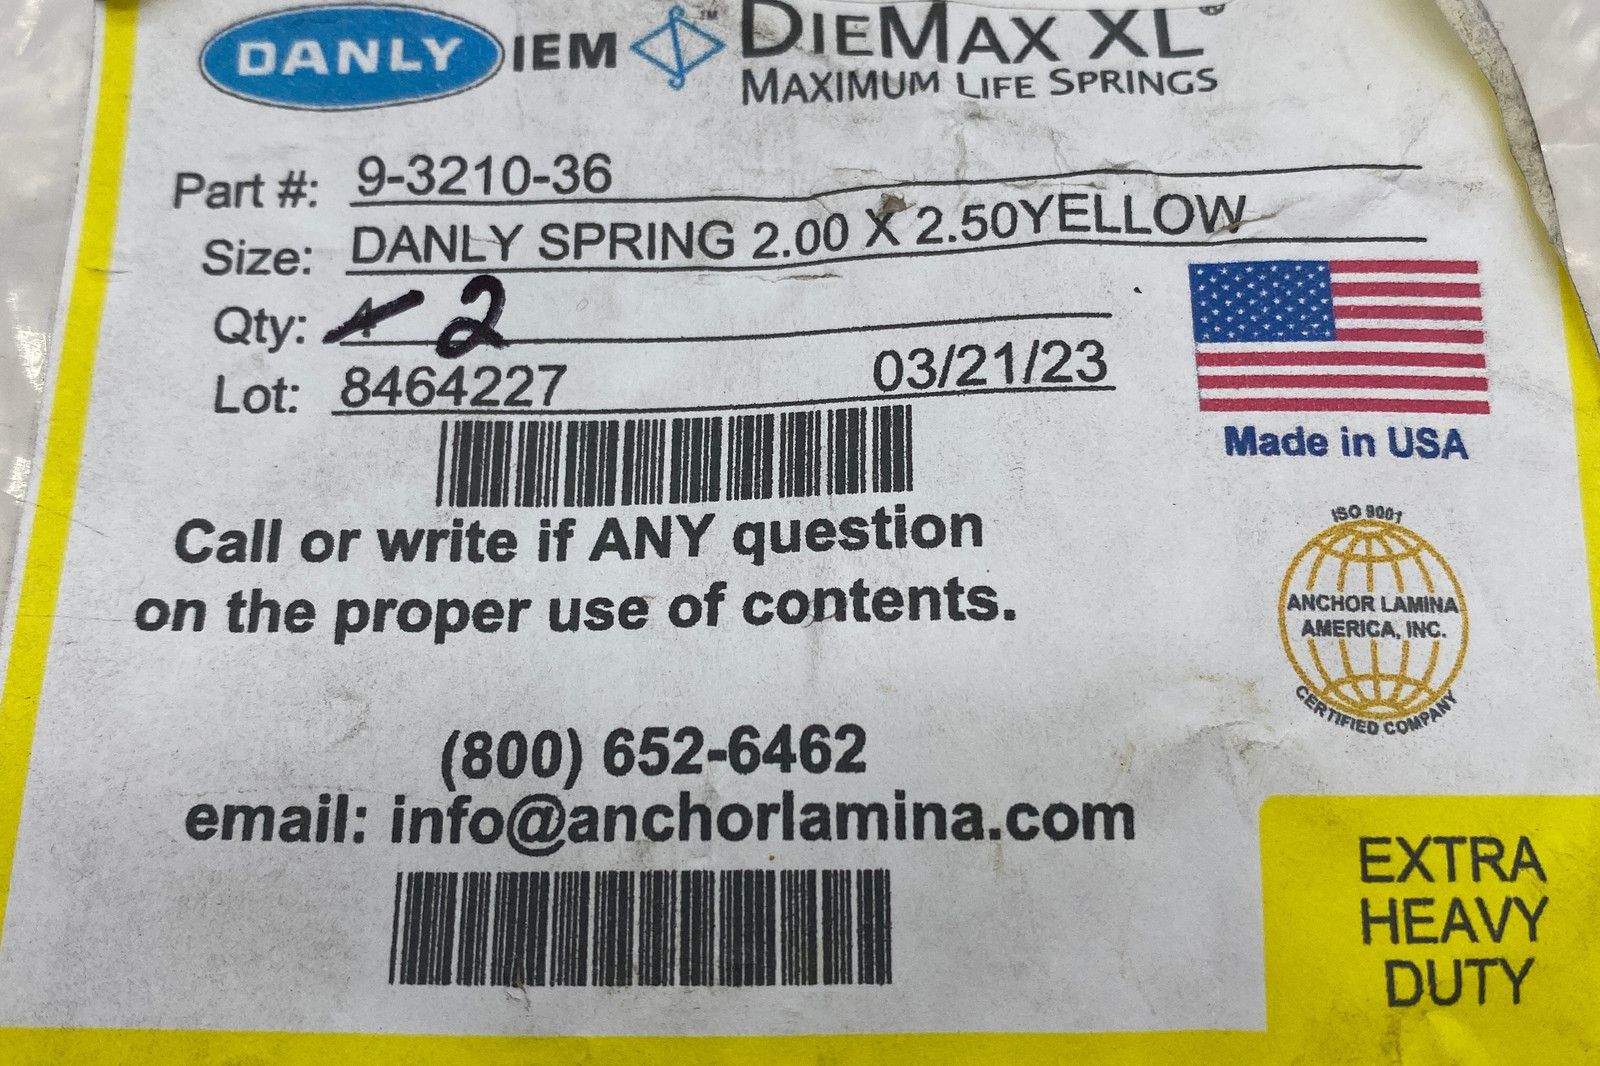 DANLY IEM ™ DIEMAX XL®
MAXIMUM LIFE SPRINGS
Part #: 9-3210-36
Size: DANLY SPRING 2.00 X 2.50YELLOW
Qty: 2
Lot: 8464227 03/21/23
Made in USA
Call or write if ANY question
on the proper use of contents.
ISO 9001
ANCHOR LAMINA
AMERICA, INC.
CERTIFIED COMPANY
(800) 652-6462
email: info@anchorlamina.com
EXTRA
HEAVY
DUTY